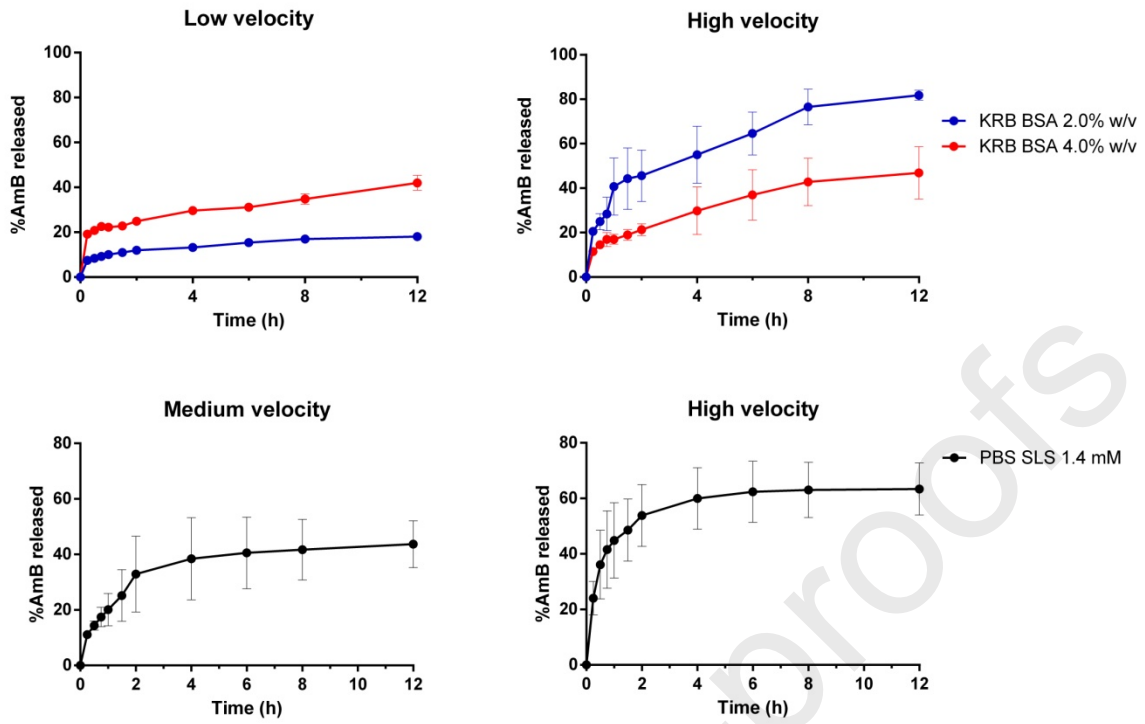 Low velocity
100
80
60
40
20
0
%AmB released
0 4 8 12
Time (h)
High velocity
100
80
60
40
20
0
%AmB released
0 4 8 12
Time (h)
KRB BSA 2.0% w/v
KRB BSA 4.0% w/v
Medium velocity
80
60
40
20
0
%AmB released
0 2 4 6 8 10 12
Time (h)
High velocity
80
60
40
20
0
%AmB released
0 2 4 6 8 10 12
Time (h)
PBS SLS 1.4 mM
proofs